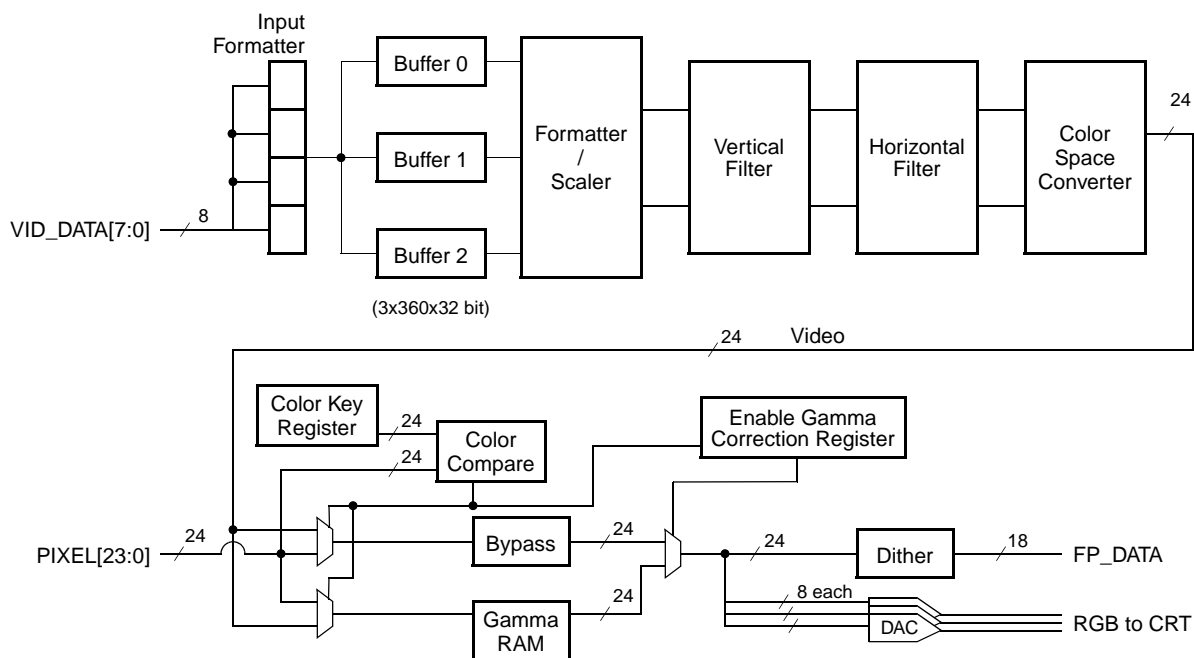 Input
Formatter
Buffer 0
Buffer 1
Buffer 2
(3x360x32 bit)
Formatter
/
Scaler
Vertical
Filter
Horizontal
Filter
Color
Space
Converter
24
VID_DATA[7:0]
8
24
Video
Color Key
Register
24
Color
Compare
24
Enable Gamma
Correction Register
PIXEL[23:0]
24
Bypass
24
24
Dither
18
FP_DATA
Gamma
RAM
24
8 each
DAC
RGB to CRT